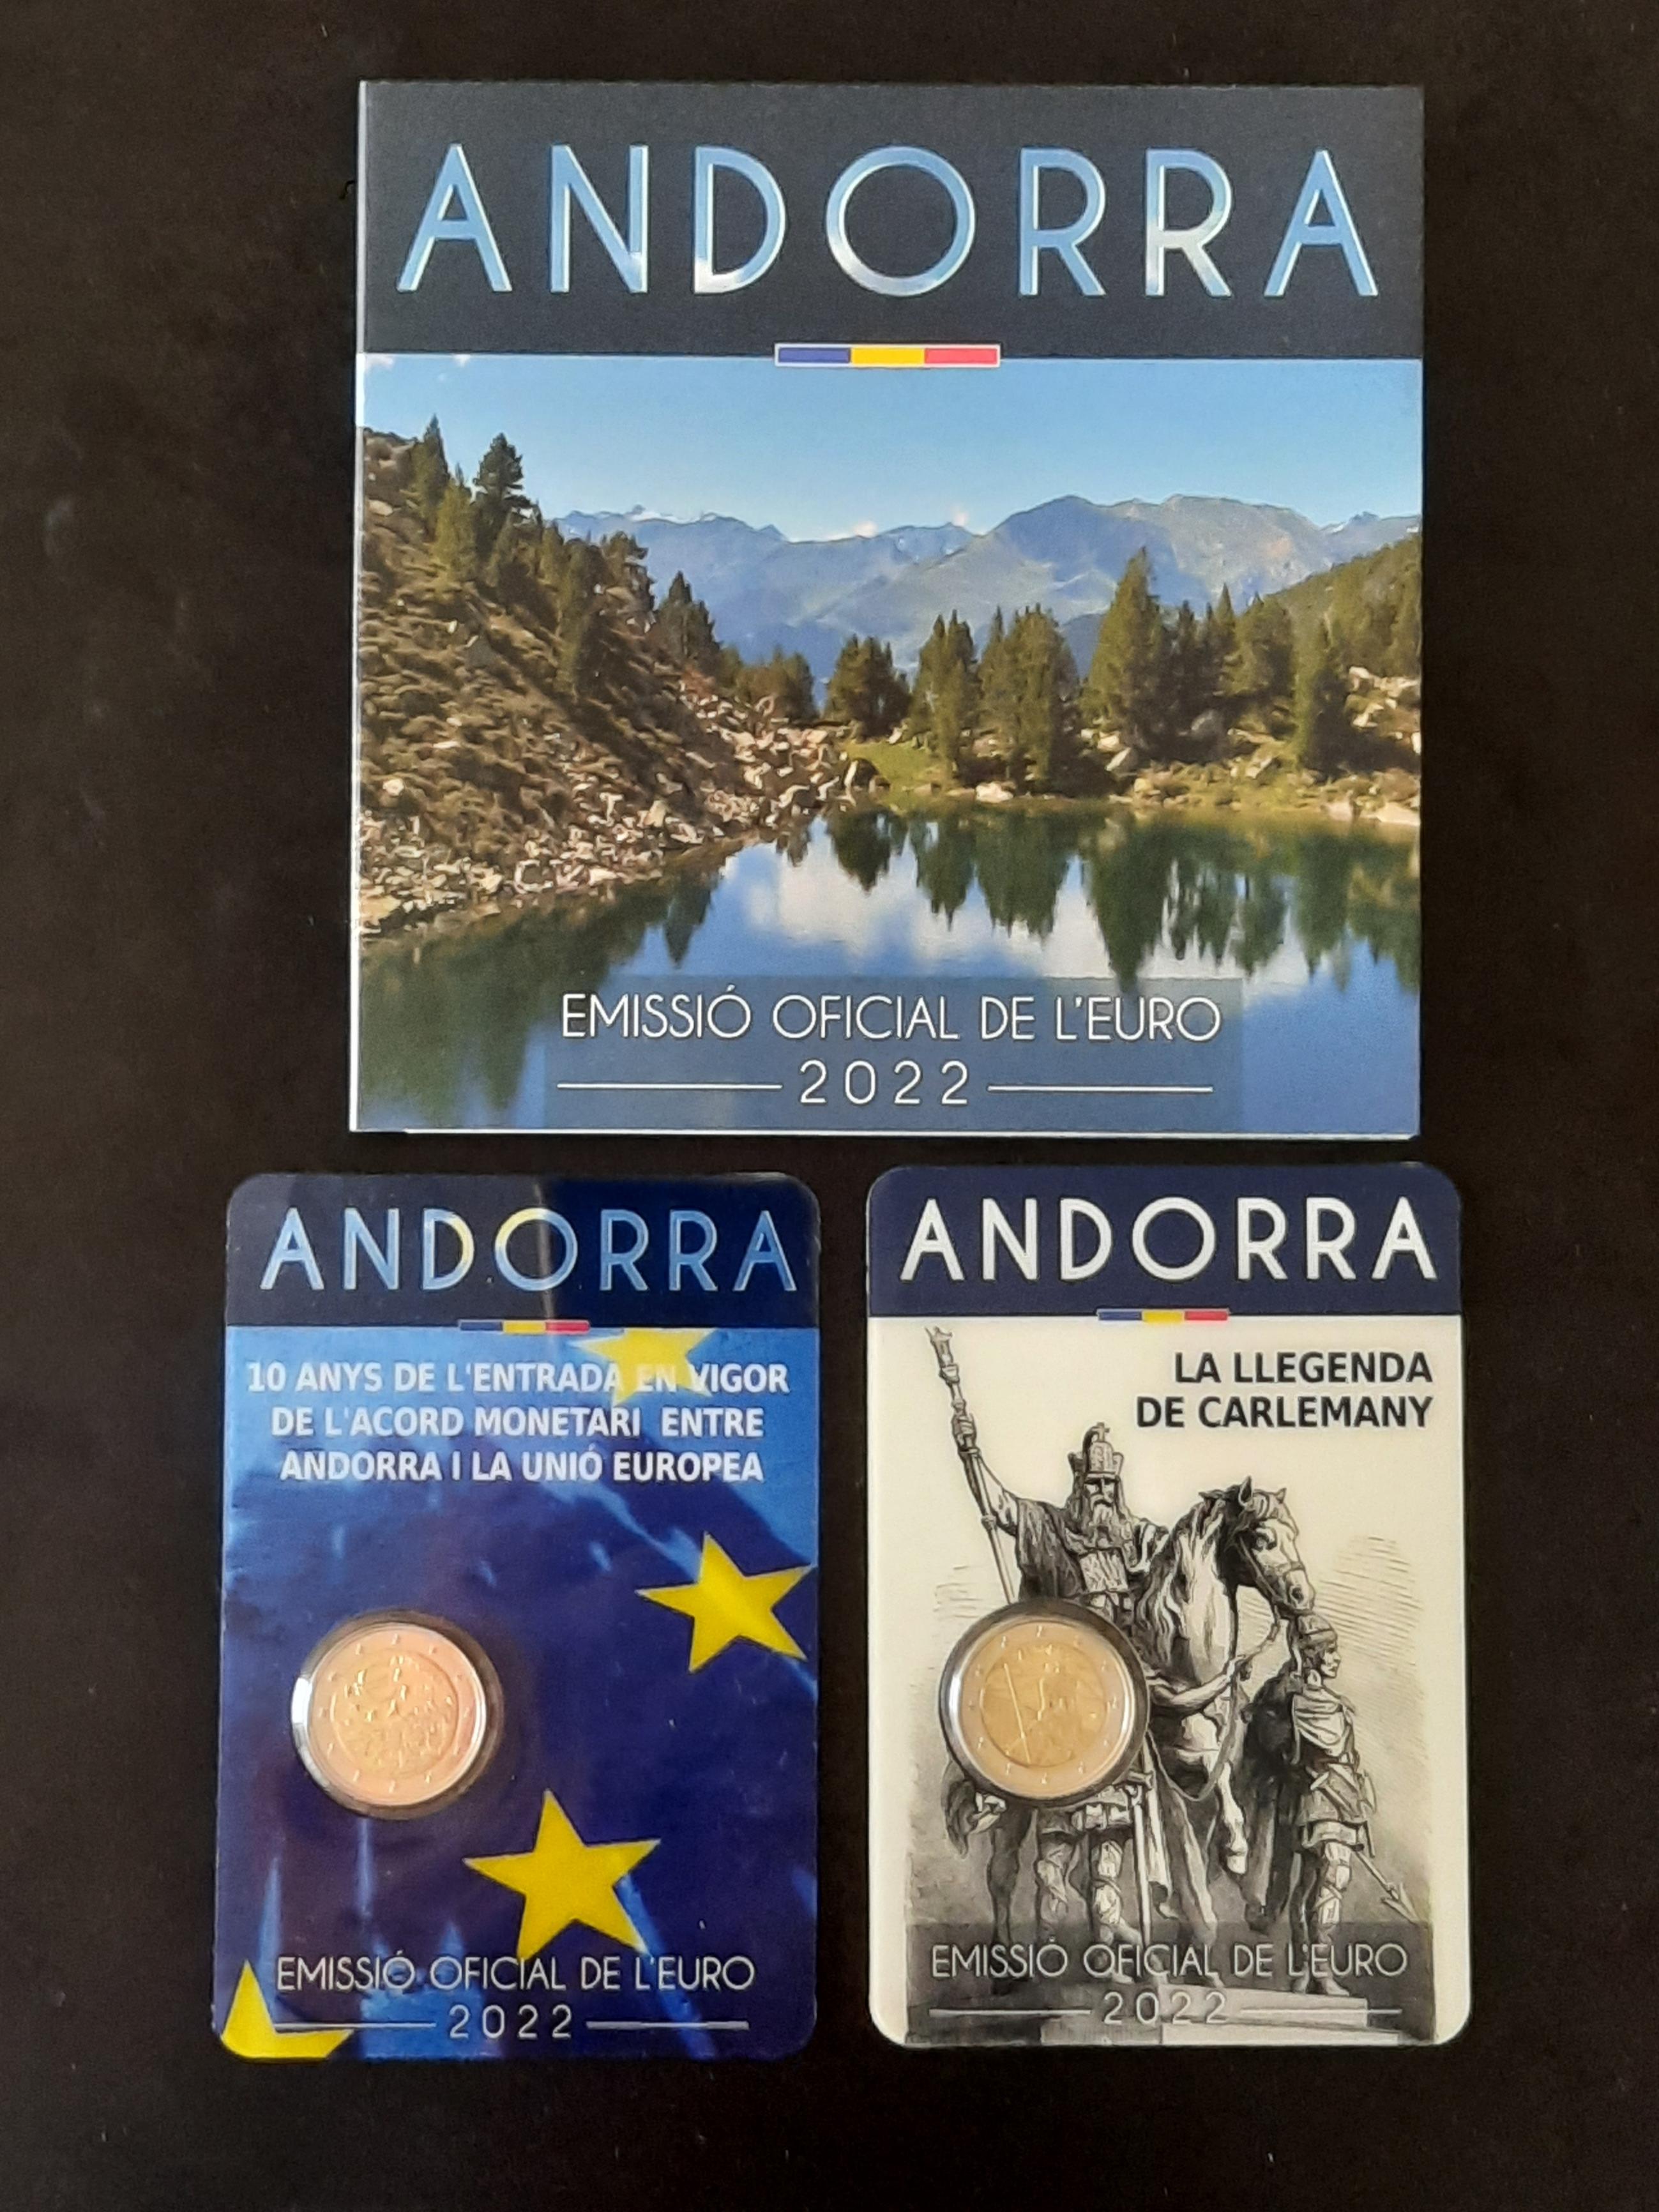 ANDORRA
EMISSIÓ OFICIAL DE L'EURO
2022
ANDORRA
10 ANYS DE L'ENTRADA EN VIGOR
DE L'ACORD MONETARI ENTRE
ANDORRA I LA UNIÓ EUROPEA
EMISSIÓ OFICIAL DE L'EURO
2022
ANDORRA
LA LLEGENDA
DE CARLEMANY
EMISSIÓ OFICIAL DE L'EURO
2022